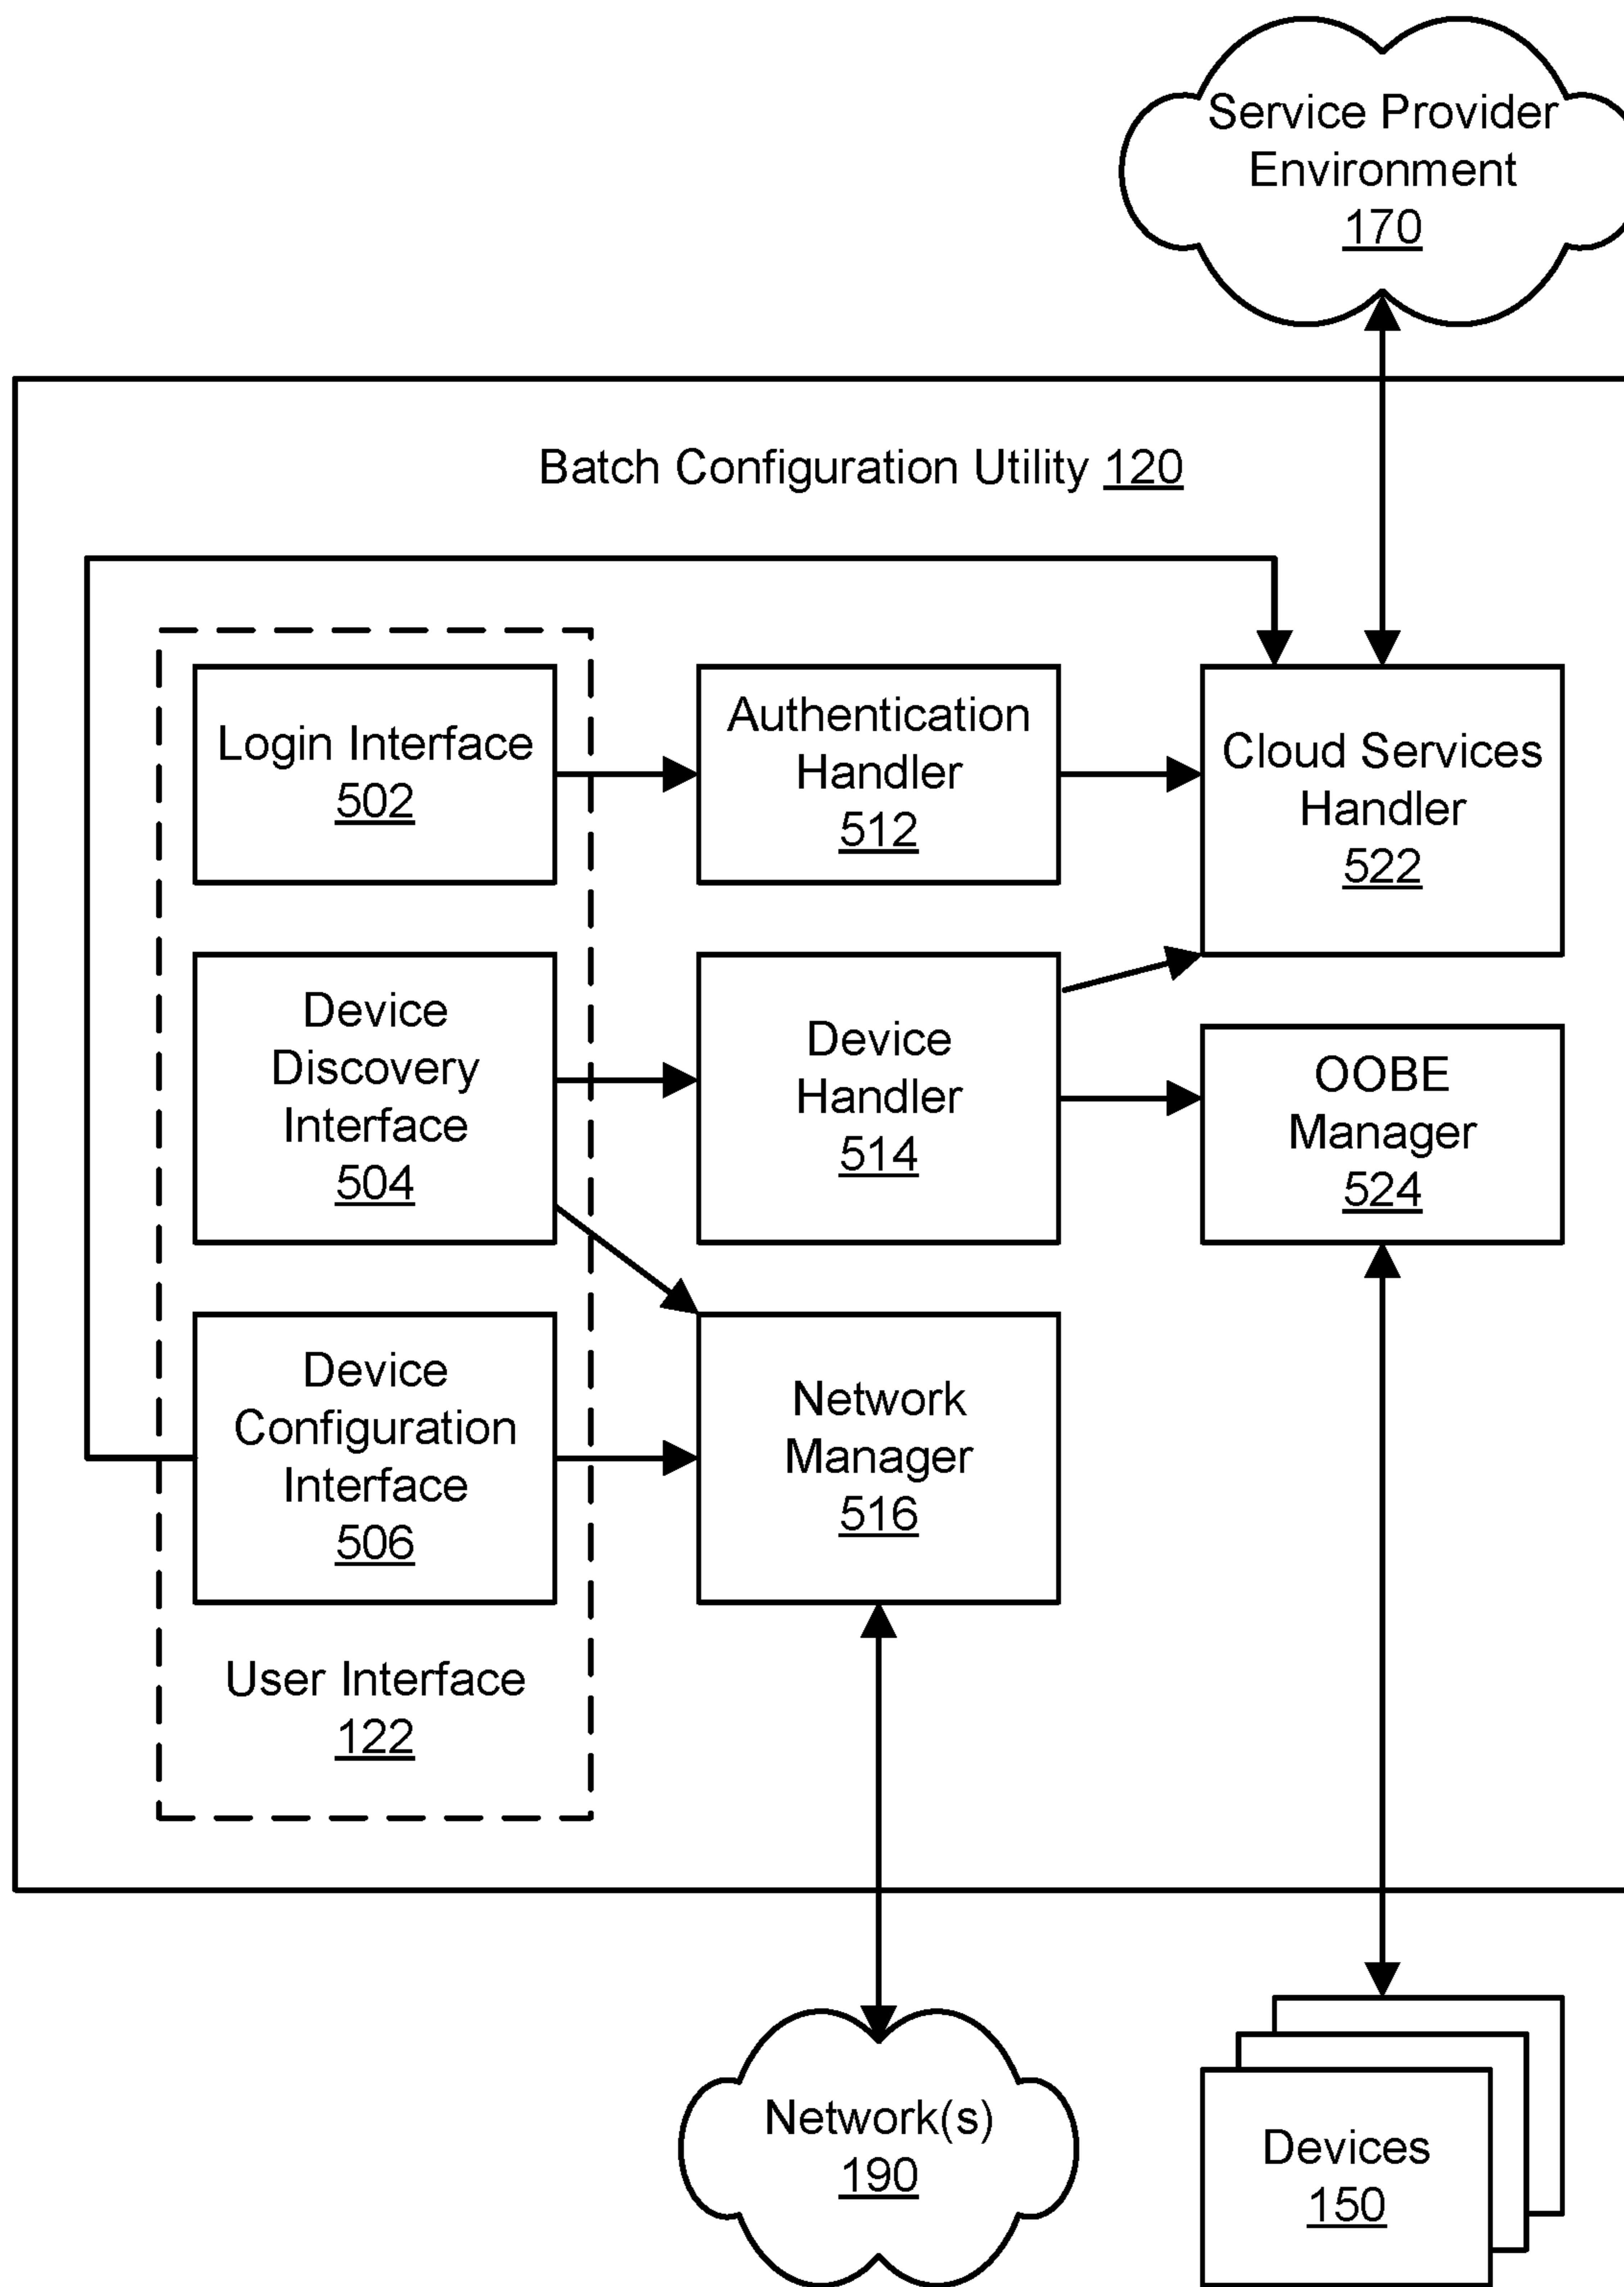 Service Provider
Environment
170
Batch Configuration Utility 120
Login Interface
502
Authentication
Handler
512
Cloud Services
Handler
522
Device
Discovery
Interface
504
Device
Handler
514
OOBE
Manager
524
Device
Configuration
Interface
506
Network
Manager
516
User Interface
122
Network(s)
190
Devices
150